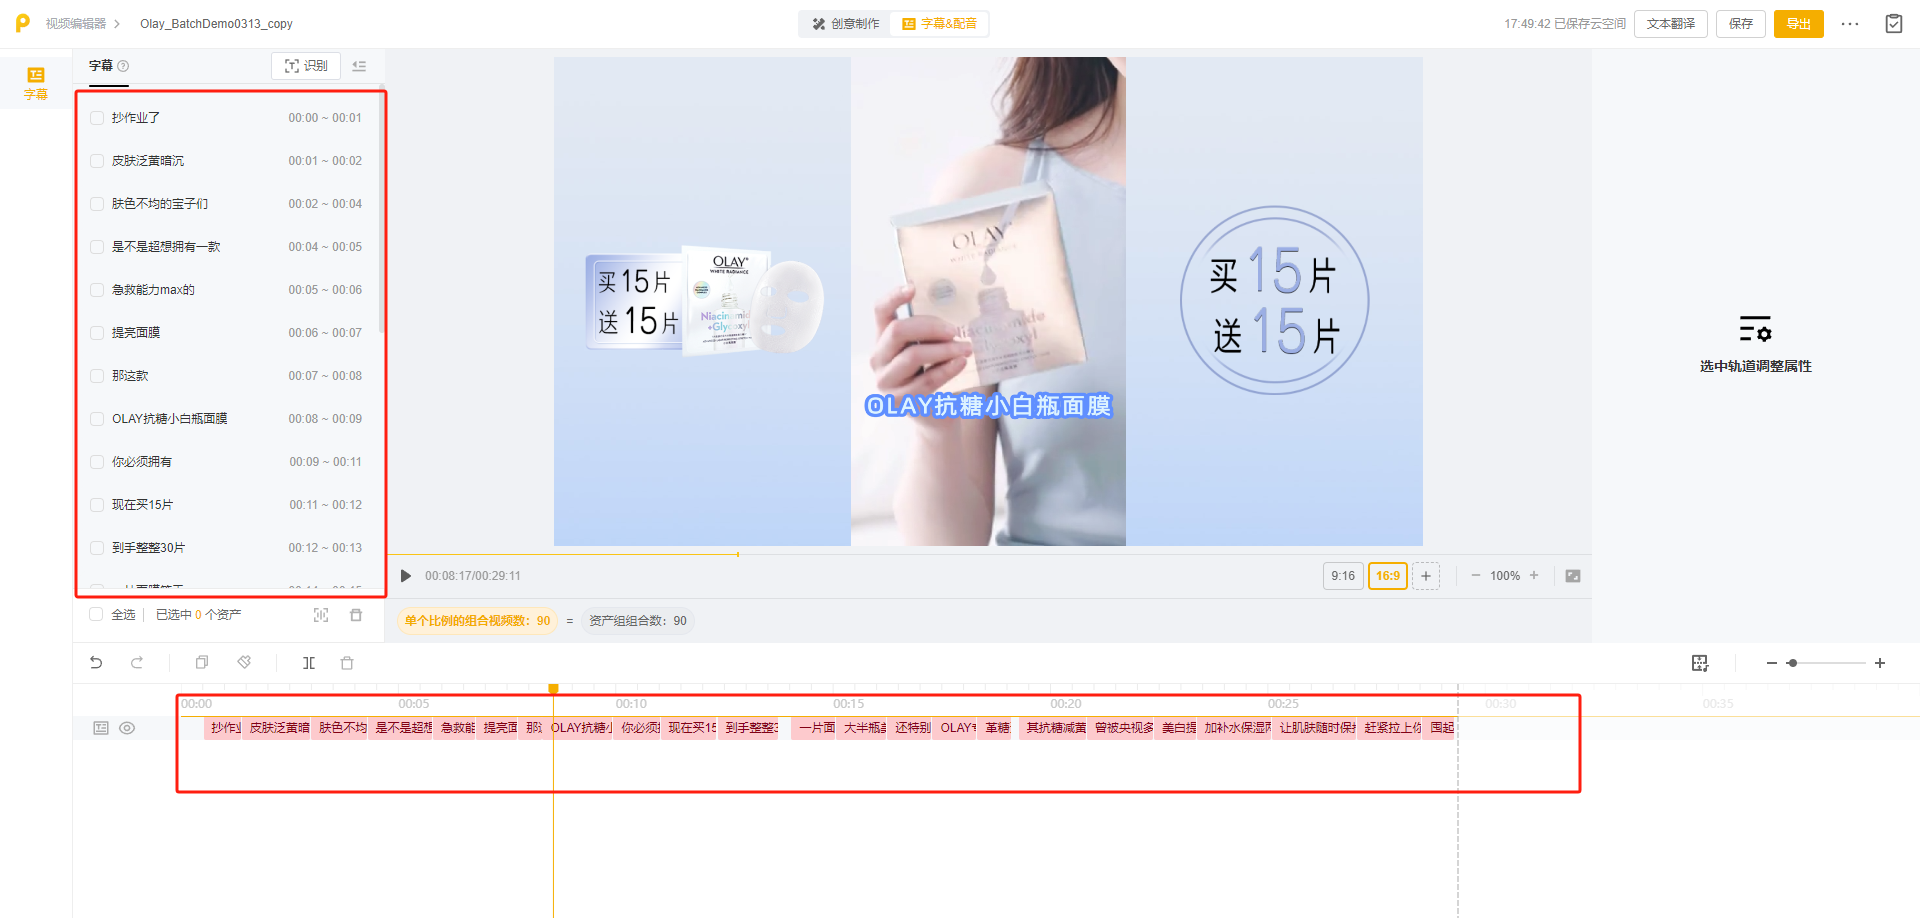 视频编辑器
Olay_BatchDemo0313_copy
创意制作
字幕&配音
17:49:42 已保存云空间
文本翻译
保存
导出
字幕
字幕
识别
抄作业了 00:00 ~ 00:01
皮肤泛黄暗沉 00:01 ~ 00:02
肤色不均的宝子们 00:02 ~ 00:04
是不是超想拥有一款 00:04 ~ 00:05
急救能力max的 00:05 ~ 00:06
提亮面膜 00:06 ~ 00:07
那这款 00:07 ~ 00:08
OLAY抗糖小白瓶面膜 00:08 ~ 00:09
你必须拥有 00:09 ~ 00:11
现在买15片 00:11 ~ 00:12
到手整整30片 00:12 ~ 00:13
全选
已选中 0 个资产
买15片
送15片
OLAY
WHITE RADIANCE
Niacinamide
+Glycoxyl
OLAY
WHITE RADIANCE
Niacinamide
Glycoxyl
OLAY抗糖小白瓶面膜
买15片
送15片
选中轨道调整属性
00:08:17/00:29:11
9:16
16:9
100%
单个比例的组合视频数：90
=
资产组组合数：90
00:00
00:05
00:10
00:15
00:20
00:25
00:30
00:35
抄作业
皮肤泛黄暗
肤色不均
是不是超想
急救能
提亮面
那这
OLAY抗糖小
你必须
现在买15
到手整整3
一片面
大半瓶
还特别
OLAY
革糖
其抗糖减黄
曾被央视多
美白提
加补水保湿
让肌肤随时保
赶紧拉上你
囤起